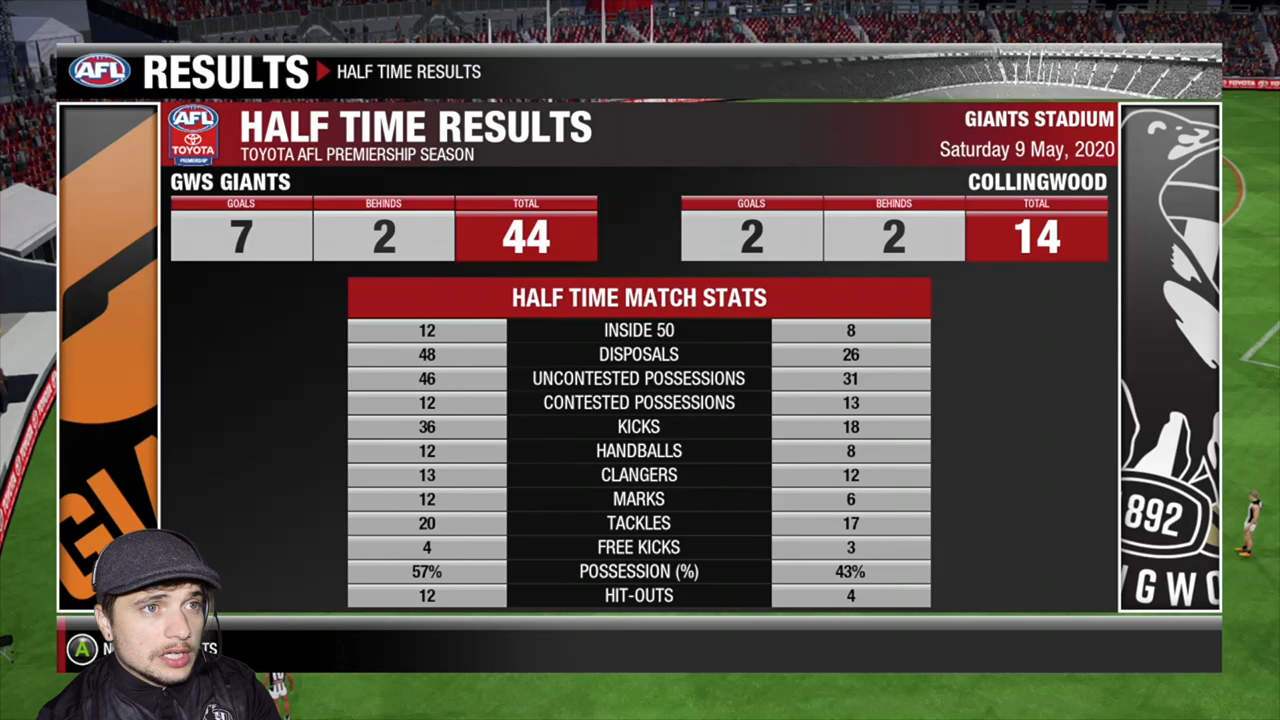 AFL RESULTS HALF TIME RESULTS
AFL TOYOTA PREMIERSHIP
HALF TIME RESULTS
TOYOTA AFL PREMIERSHIP SEASON
GIANTS STADIUM
Saturday 9 May, 2020
GWS GIANTS
COLLINGWOOD
GOALS BEHINDS TOTAL GOALS BEHINDS TOTAL
7 2 44 2 2 14
HALF TIME MATCH STATS
12 INSIDE 50 8
48 DISPOSALS 26
46 UNCONTESTED POSSESSIONS 31
12 CONTESTED POSSESSIONS 13
36 KICKS 18
12 HANDBALLS 8
13 CLANGERS 12
12 MARKS 6
20 TACKLES 17
4 FREE KICKS 3
57% POSSESSION (%) 43%
12 HIT-OUTS 4
1892
A